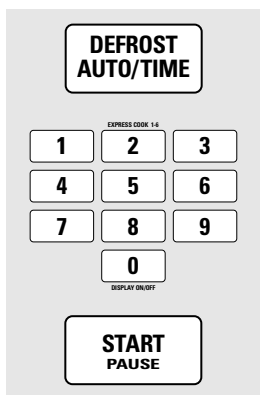 DEFROST
AUTO/TIME
EXPRESS COOK 1-6
1 2 3
4 5 6
7 8 9
0
DISPLAY ON/OFF
START
PAUSE